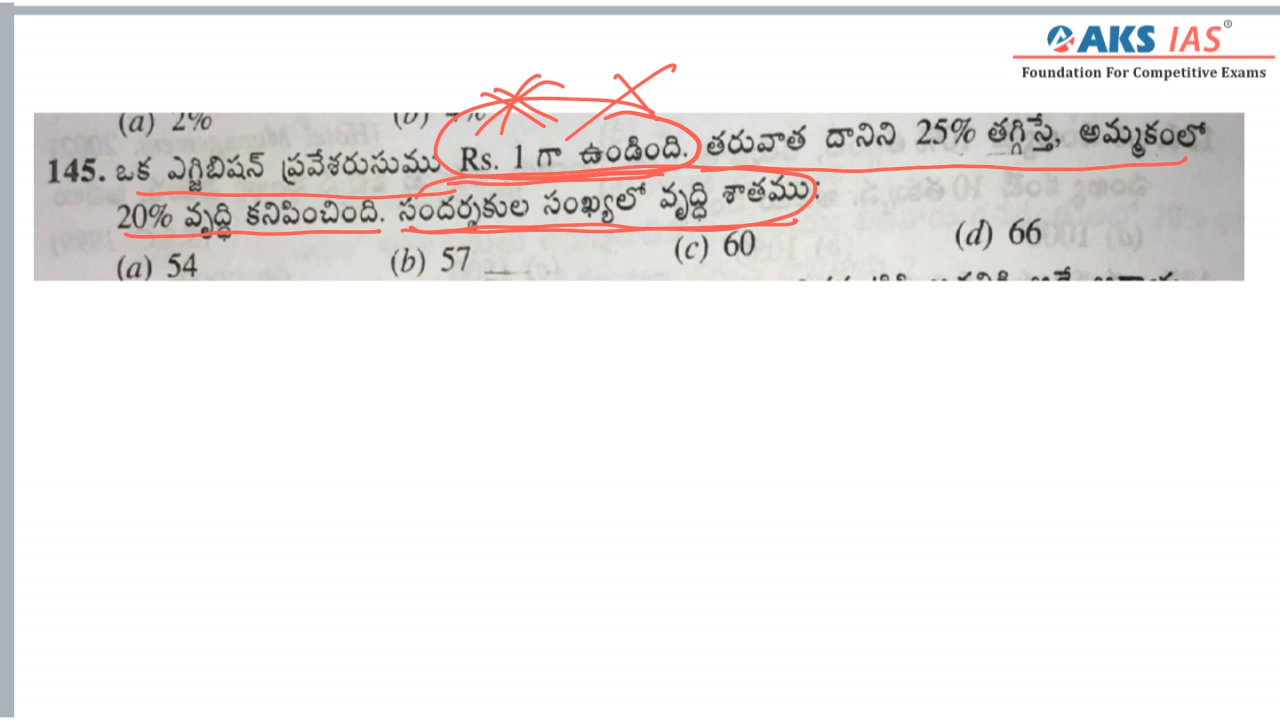 AKS IAS®
Foundation For Competitive Exams
(a) 2%
145. ఒక ఎగ్జిబిషన్ ప్రవేశరుసుము Rs. 1 గా ఉండింది. తరువాత దానిని 25% తగ్గిస్తే, అమ్మకంలో
20% వృద్ధి కనిపించింది. సందర్శకుల సంఖ్యలో వృద్ధి శాతము:
(a) 54 (b) 57 (c) 60 (d) 66